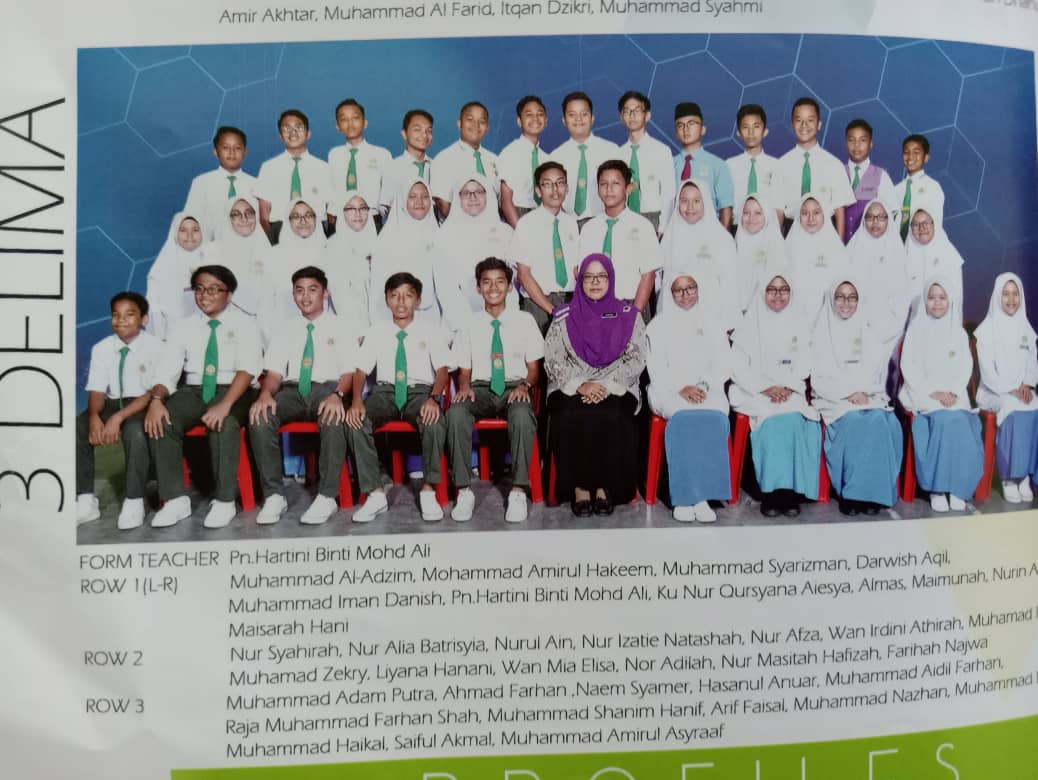 Amir Akhtar, Muhammad Al Farid, Itqan Dzikri, Muhammad Syahmi
3 DELIMA
FORM TEACHER Pn.Hartini Binti Mohd Ali
ROW 1(L-R) Muhammad Al-Adzim, Mohammad Amirul Hakeem, Muhammad Syarizman, Darwish Aqil,
Muhammad Iman Danish, Pn.Hartini Binti Mohd Ali, Ku Nur Qursyana Aiesya, Almas, Maimunah, Nurin
Maisarah Hani
ROW 2 Nur Syahirah, Nur Alia Batrisyia, Nurul Ain, Nur Izatie Natashah, Nur Afza, Wan Irdini Athirah, Muhamad
Muhamad Zekry, Liyana Hanani, Wan Mia Elisa, Nor Adilah, Nur Masitah Hafizah, Farihah Najwa
ROW 3 Muhammad Adam Putra, Ahmad Farhan ,Naem Syamer, Hasanul Anuar, Muhammad Aidil Farhan,
Raja Muhammad Farhan Shah, Muhammad Shanim Hanif, Arif Faisal, Muhammad Nazhan, Muhammad
Muhammad Haikal, Saiful Akmal, Muhammad Amirul Asyraaf
PROFILES